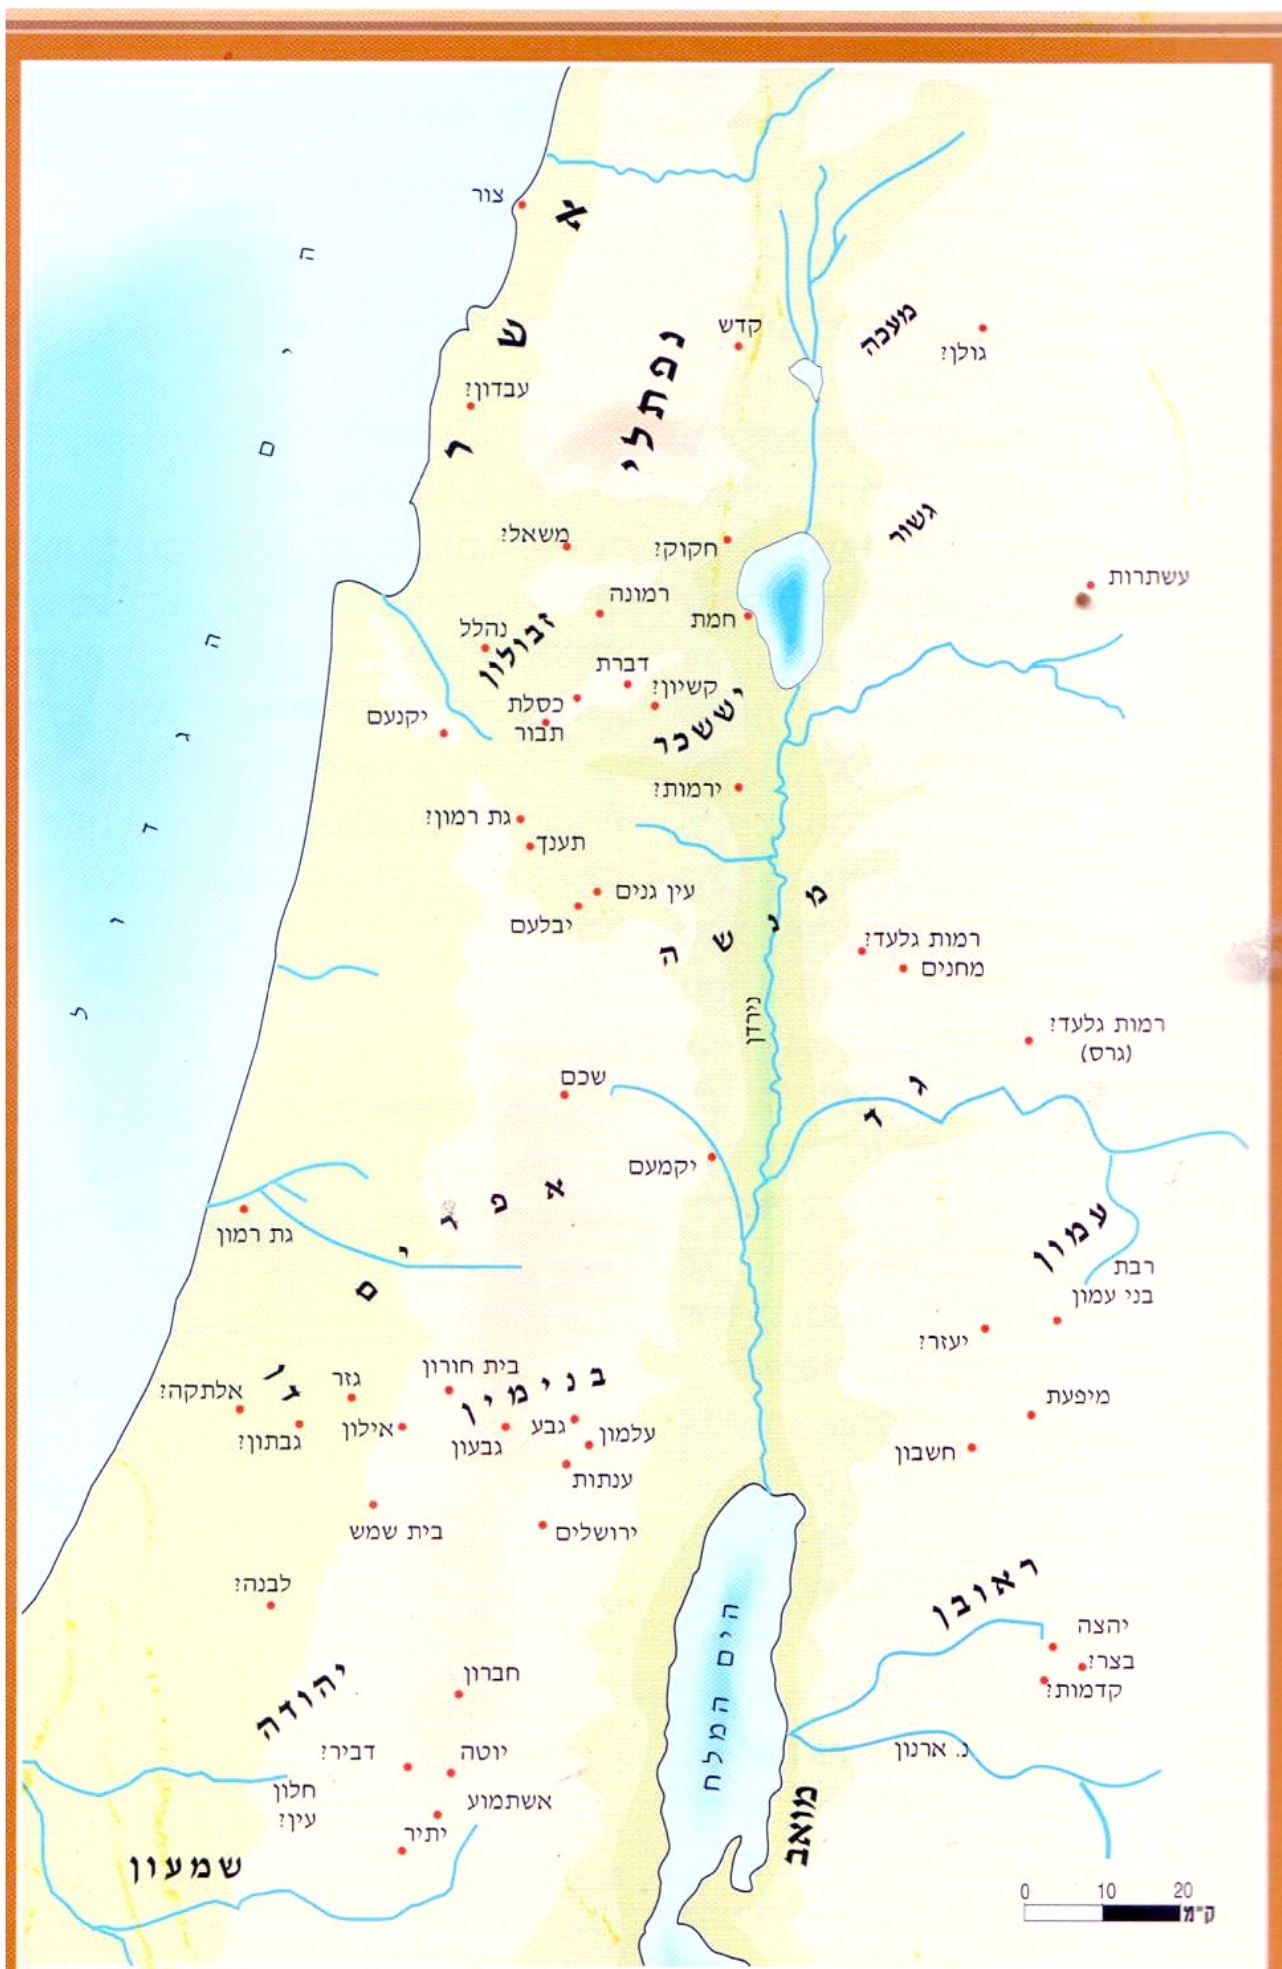 צור
א ש ר
הים הגדול
קדש
נפתלי
מעכה
גולן?
עבדון?
גשור
משאל?
חקוק?
עשתרות
רמונה
חמת
נהלל
זבולון
דברת
קשיון?
כסלת
תבור
יששכר
יקנעם
ירמות?
גת רמון?
תענך
עין גנים
יבלעם
מ נ ש ה
רמות גלעד?
מחנים
נירדן
רמות גלעד?
(גרס)
שכם
ג ד
יקמעם
א פ ר י ם
גת רמון
עמון
רבת
בני עמון
יעזר?
דן
אלתקה?
גזר
בית חורון
בנימין
מיפעת
גבתון?
אילון
גבעון
גבע
עלמון
חשבון
ענתות
בית שמש
ירושלים
לבנה?
ראובן
יהצה
בצר?
קדמות?
הים המלח
חברון
יהודה
נ. ארנון
דביר?
יוטה
חלון
עין?
אשתמוע
יתיר
מואב
שמעון
0 10 20
ק"מ